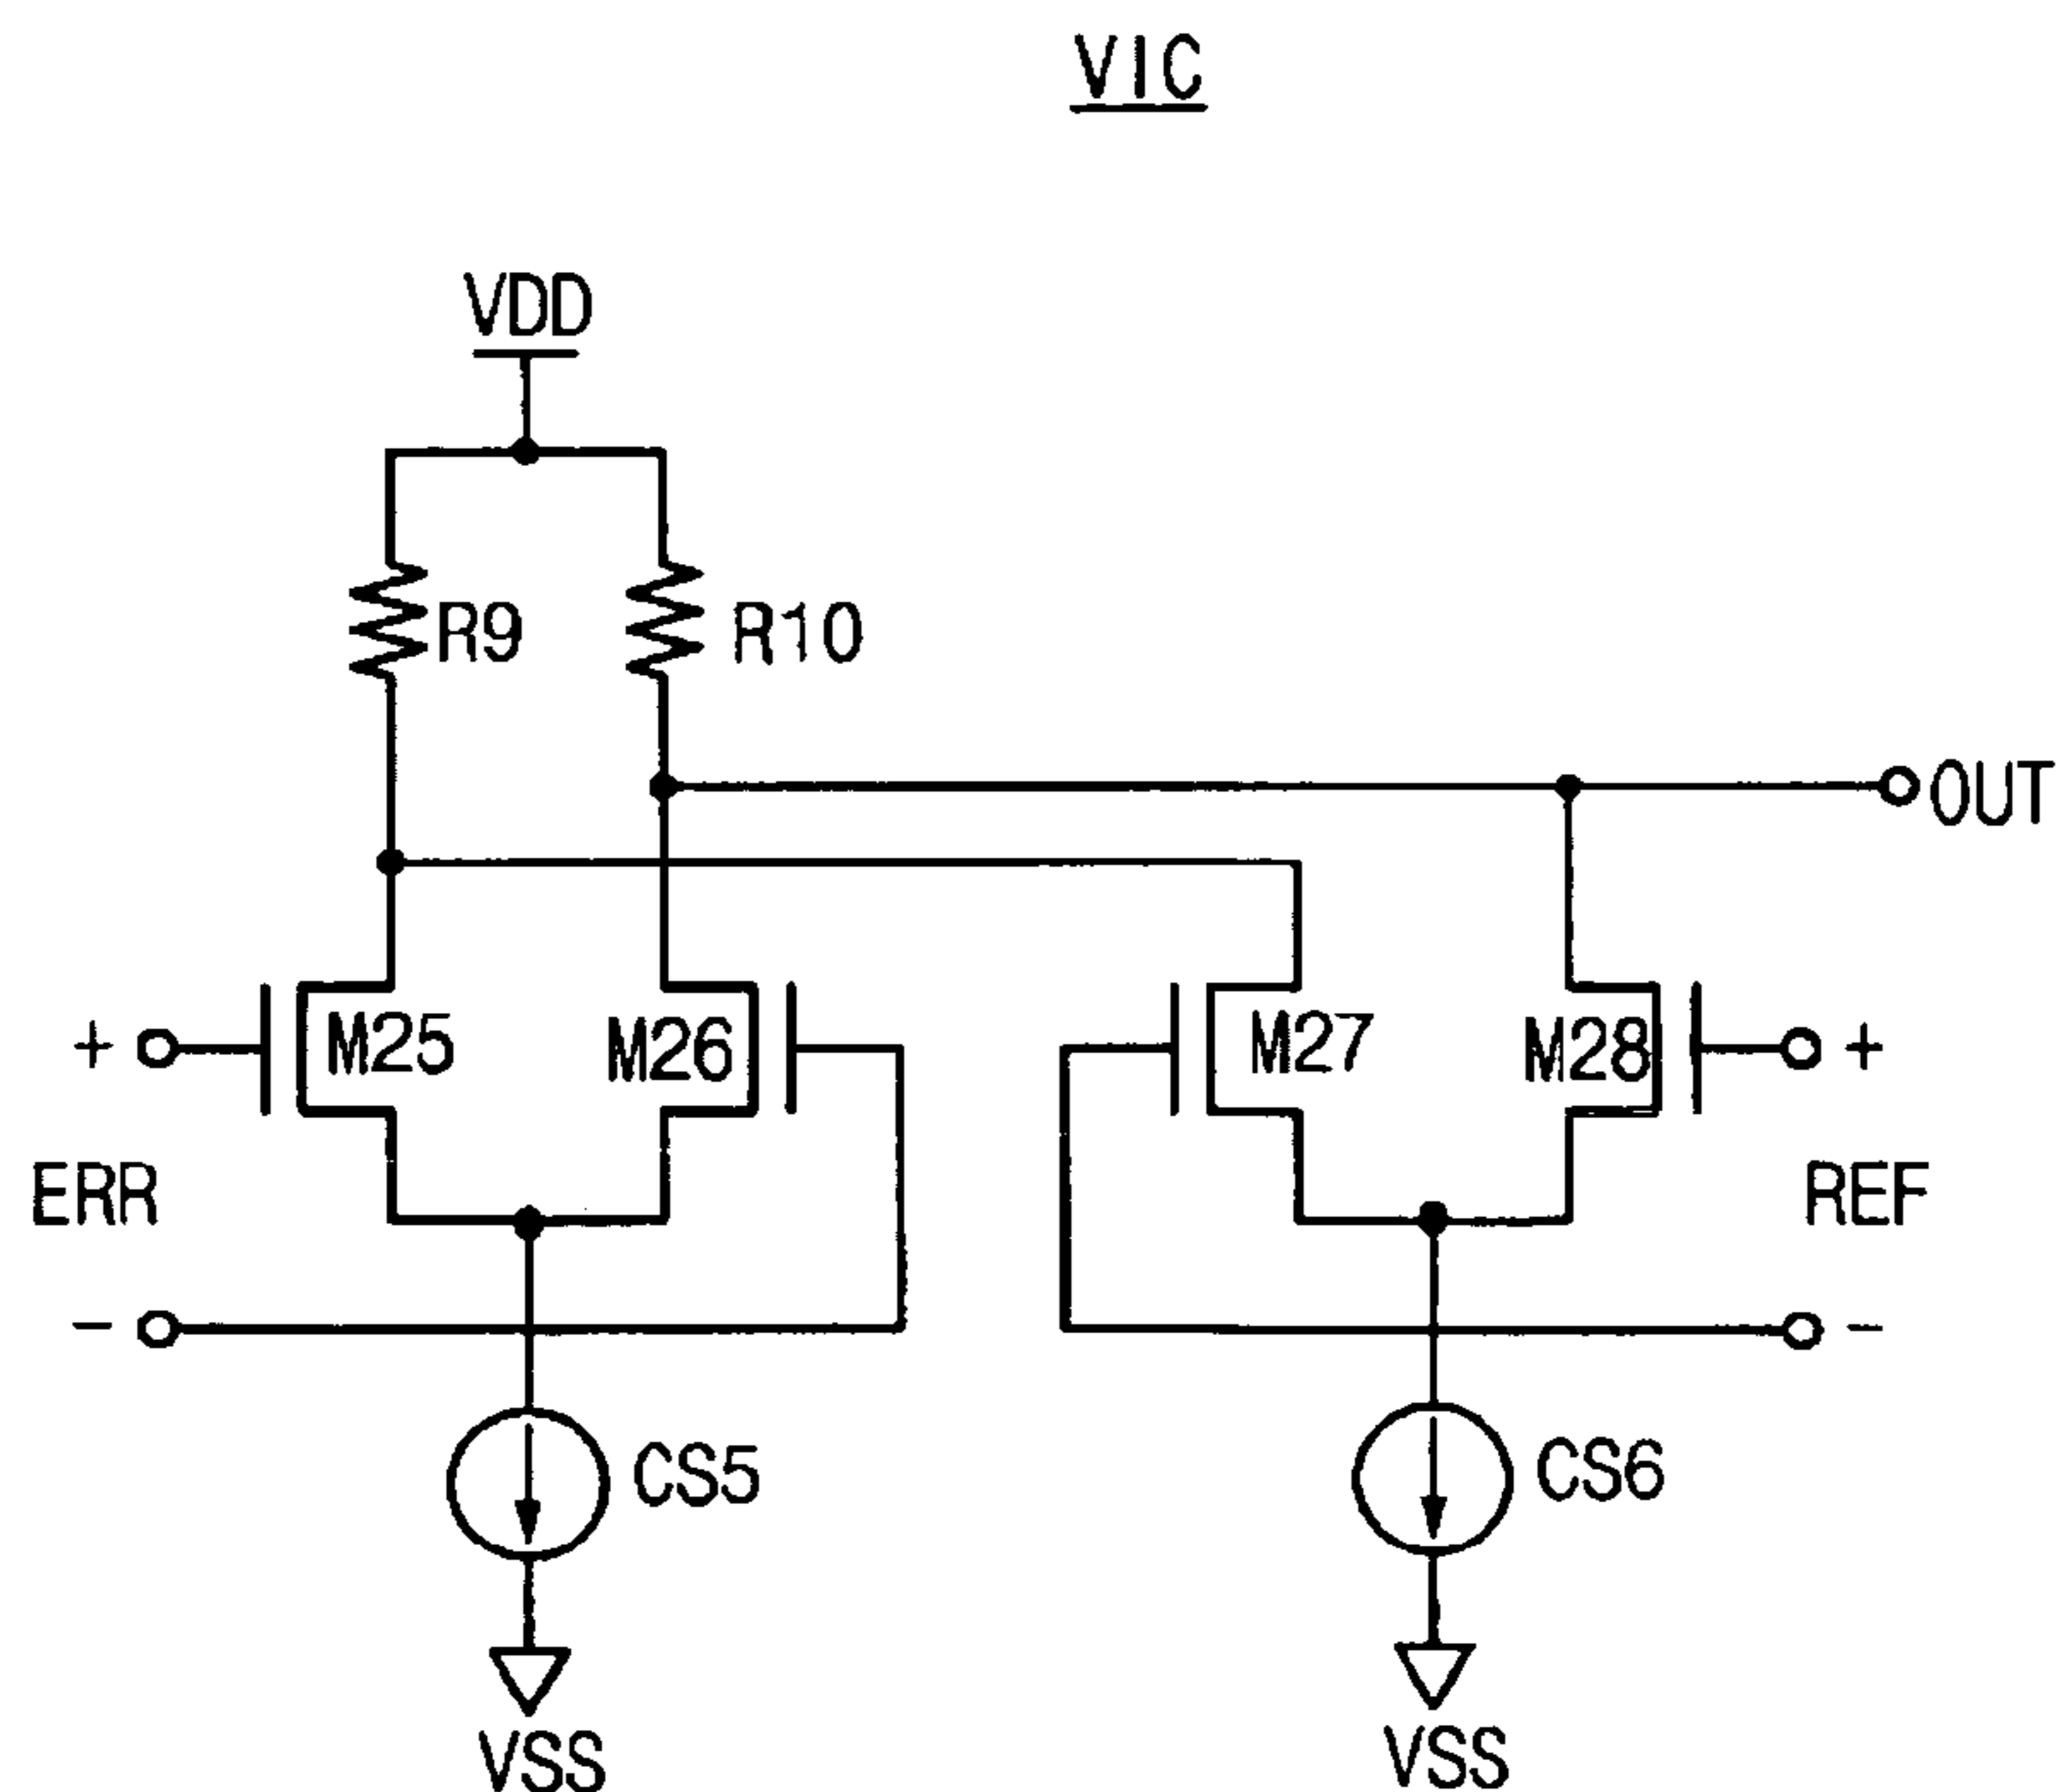 VIC
VDD
R9
R10
OUT
+
M25
M26
M27
M28
+
ERR
REF
-
-
CS5
CS6
VSS
VSS